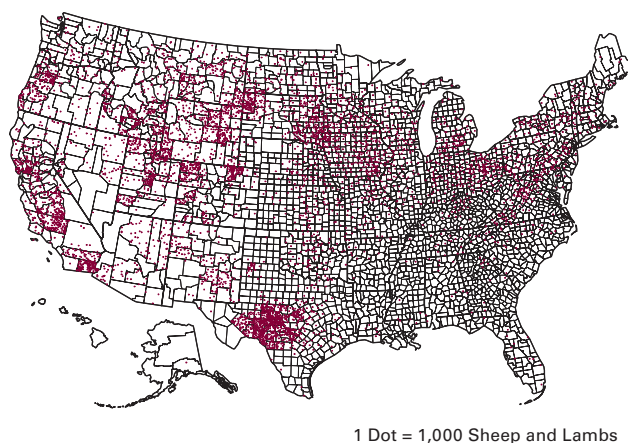 1 Dot = 1,000 Sheep and Lambs